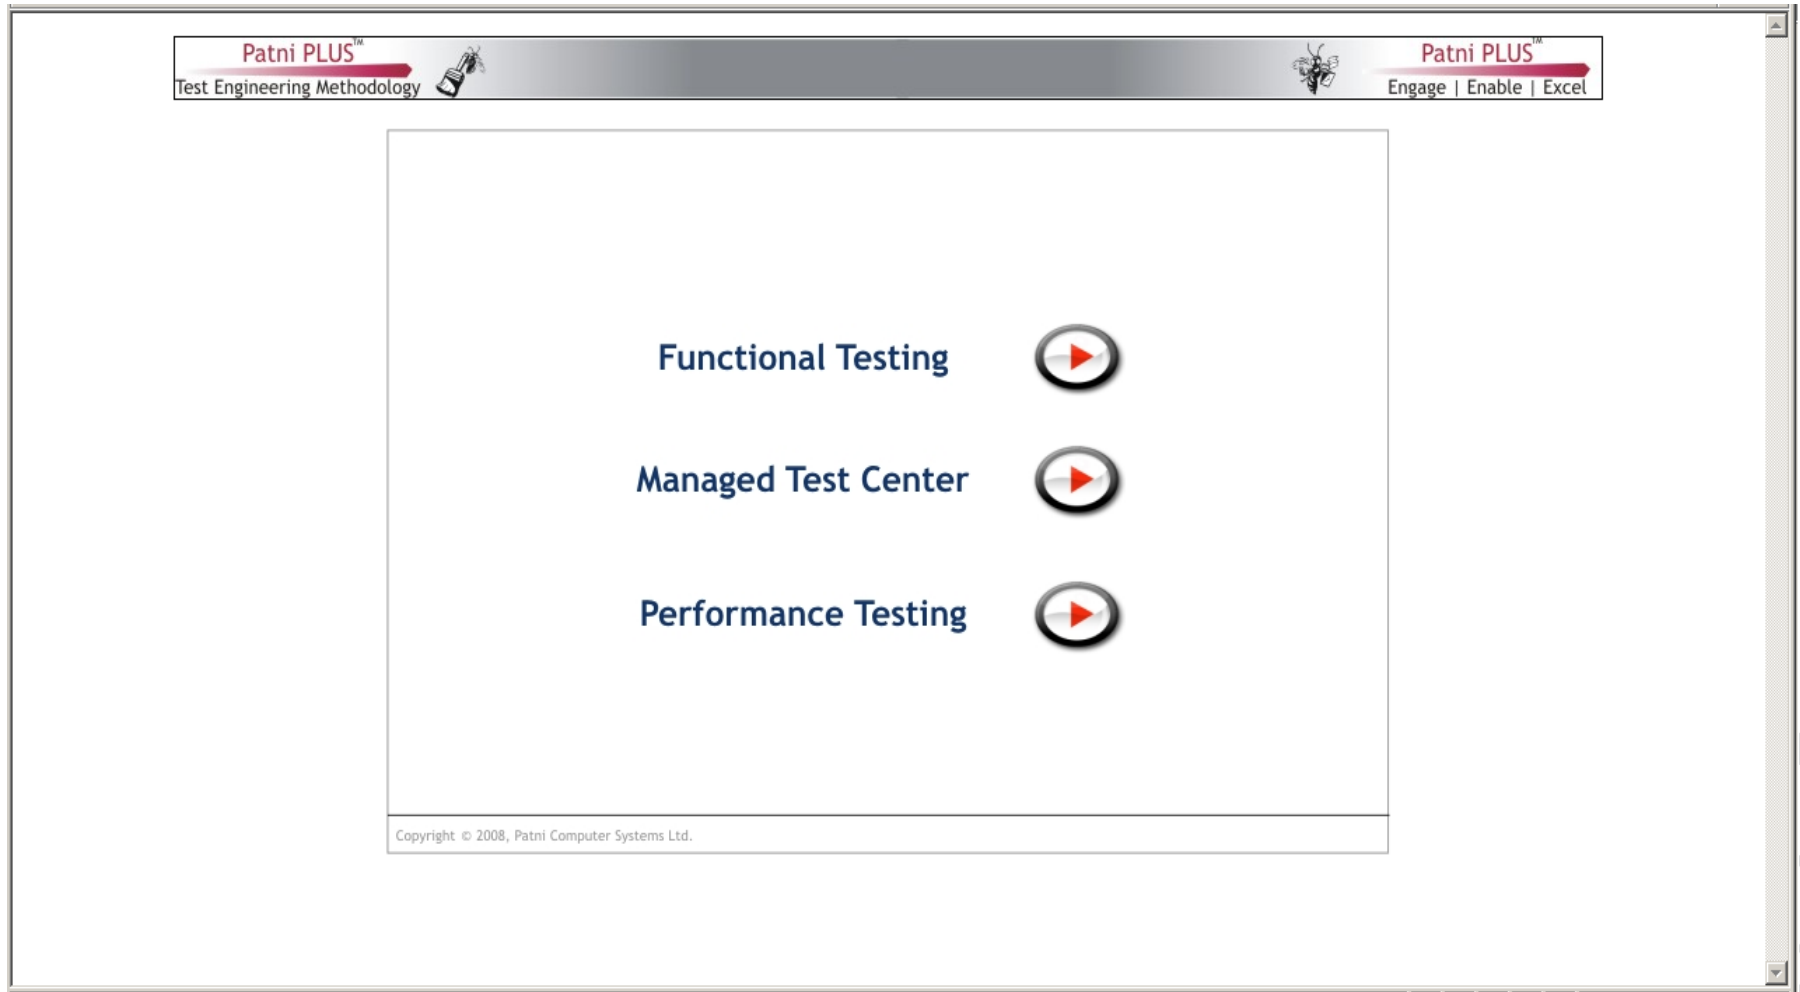 Patni PLUS™
Test Engineering Methodology
Patni PLUS™
Engage | Enable | Excel
Functional Testing
Managed Test Center
Performance Testing
Copyright © 2008, Patni Computer Systems Ltd.